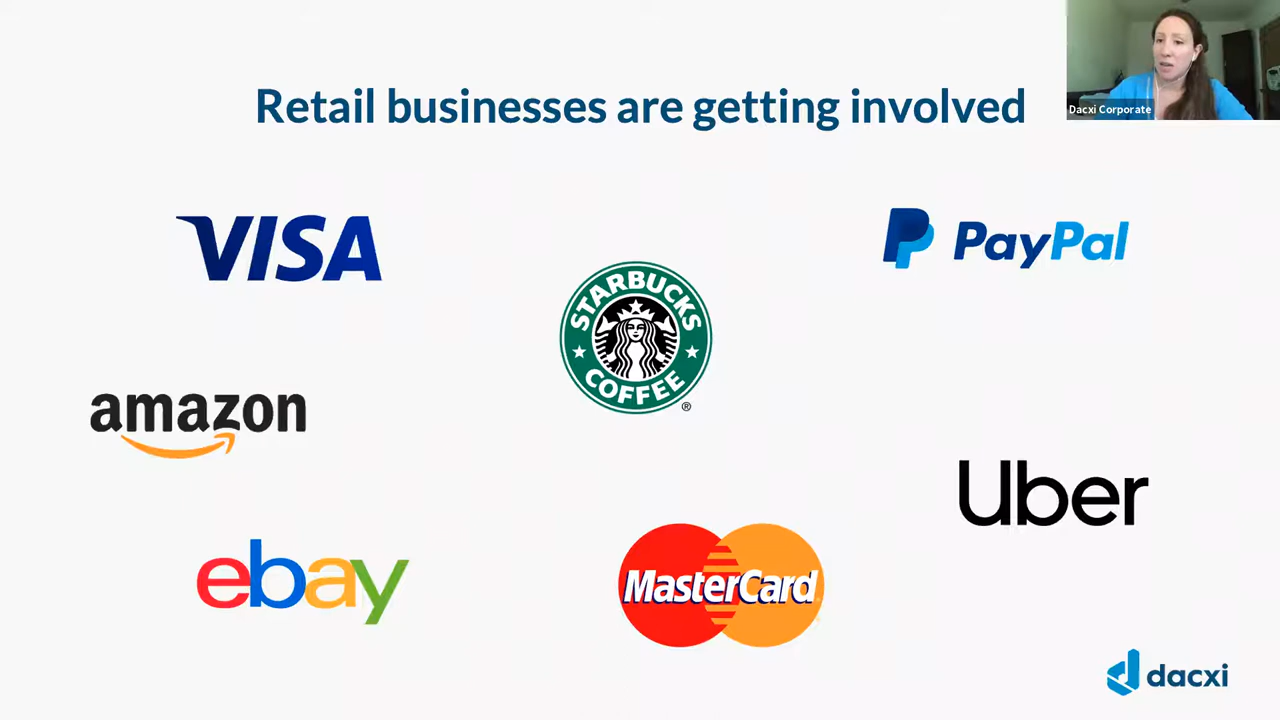 Retail businesses are getting involved
Dacxi Corporate
VISA
PayPal
STARBUCKS
COFFEE
®
amazon
Uber
ebay
MasterCard
dacxi